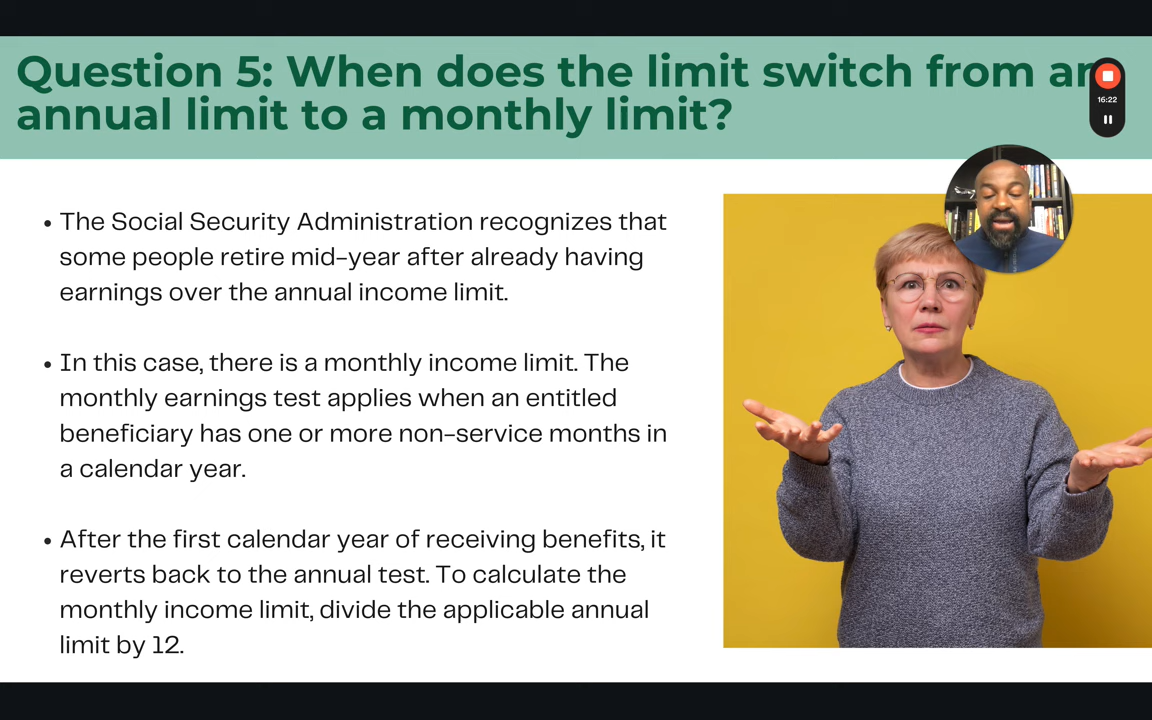 Question 5: When does the limit switch from an
annual limit to a monthly limit?
16:22
• The Social Security Administration recognizes that
some people retire mid-year after already having
earnings over the annual income limit.
• In this case, there is a monthly income limit. The
monthly earnings test applies when an entitled
beneficiary has one or more non-service months in
a calendar year.
• After the first calendar year of receiving benefits, it
reverts back to the annual test. To calculate the
monthly income limit, divide the applicable annual
limit by 12.